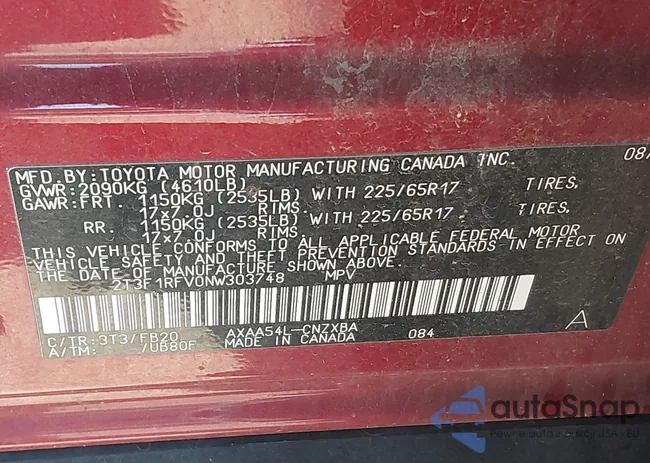 MFD.BY:TOYOTA MOTOR MANUFACTURING CANADA INC. 08/
GVWR:2090KG (4610LB)
GAWR:FRT. 1150KG (2535LB) WITH 225/65R17 TIRES.
17x7.0J RIMS.
RR. 1150KG (2535LB) WITH 225/65R17. TIRES.
17x7.0J RIMS
THIS VEHICLE CONFORMS TO ALL APPLICABLE FEDERAL MOTOR
VEHICLE SAFETY AND THEFT PREVENTION STANDARDS IN EFFECT ON
THE DATE OF MANUFACTURE SHOWN ABOVE.
2T3F1RFV0NW303748 MPV
C/TR:3T3/FB20 AXAA54L-CNZXBA 084 A
A/TM: /UB80F MADE IN CANADA
autoSnap